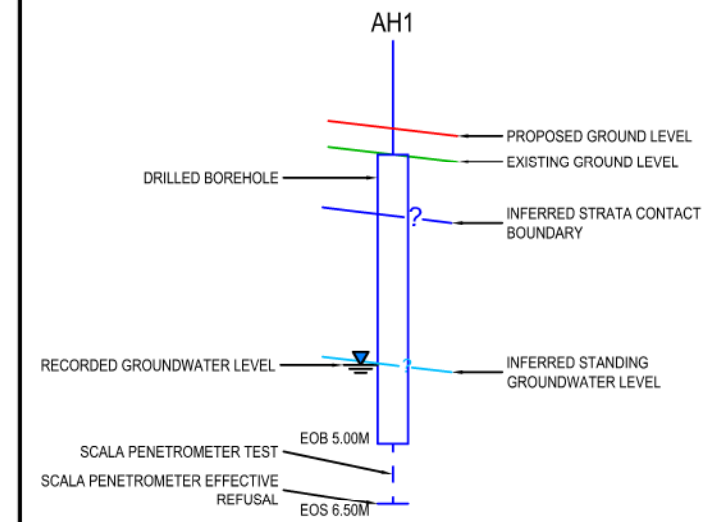 AH1
PROPOSED GROUND LEVEL
EXISTING GROUND LEVEL
DRILLED BOREHOLE
?
INFERRED STRATA CONTACT
BOUNDARY
RECORDED GROUNDWATER LEVEL
?
INFERRED STANDING
GROUNDWATER LEVEL
EOB 5.00M
SCALA PENETROMETER TEST
SCALA PENETROMETER EFFECTIVE
REFUSAL
EOS 6.50M